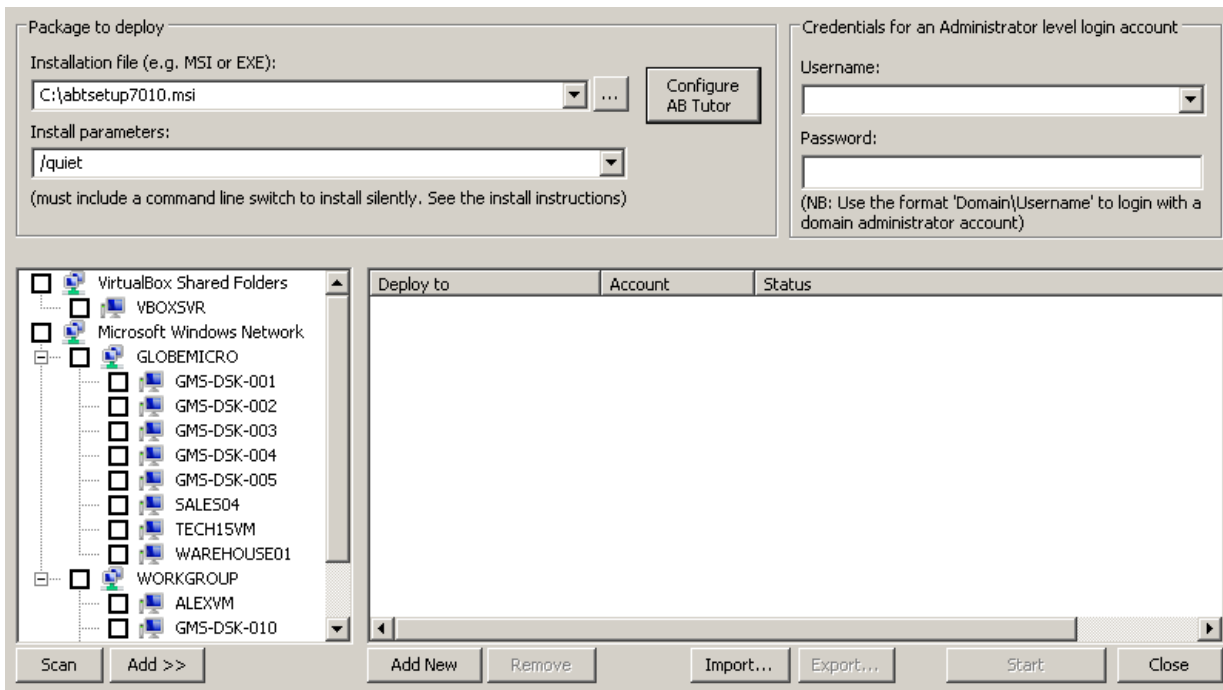 Package to deploy
Installation file (e.g. MSI or EXE):
C:\abtsetup7010.msi
...
Configure
AB Tutor
Install parameters:
/quiet
(must include a command line switch to install silently. See the install instructions)
Credentials for an Administrator level login account
Username:
Password:
(NB: Use the format 'Domain\Username' to login with a
domain administrator account)
VirtualBox Shared Folders
VBOXSVR
Microsoft Windows Network
GLOBEMICRO
GMS-DSK-001
GMS-DSK-002
GMS-DSK-003
GMS-DSK-004
GMS-DSK-005
SALES04
TECH15VM
WAREHOUSE01
WORKGROUP
ALEXVM
GMS-DSK-010
Deploy to Account Status
Scan Add >> Add New Remove Import... Export... Start Close